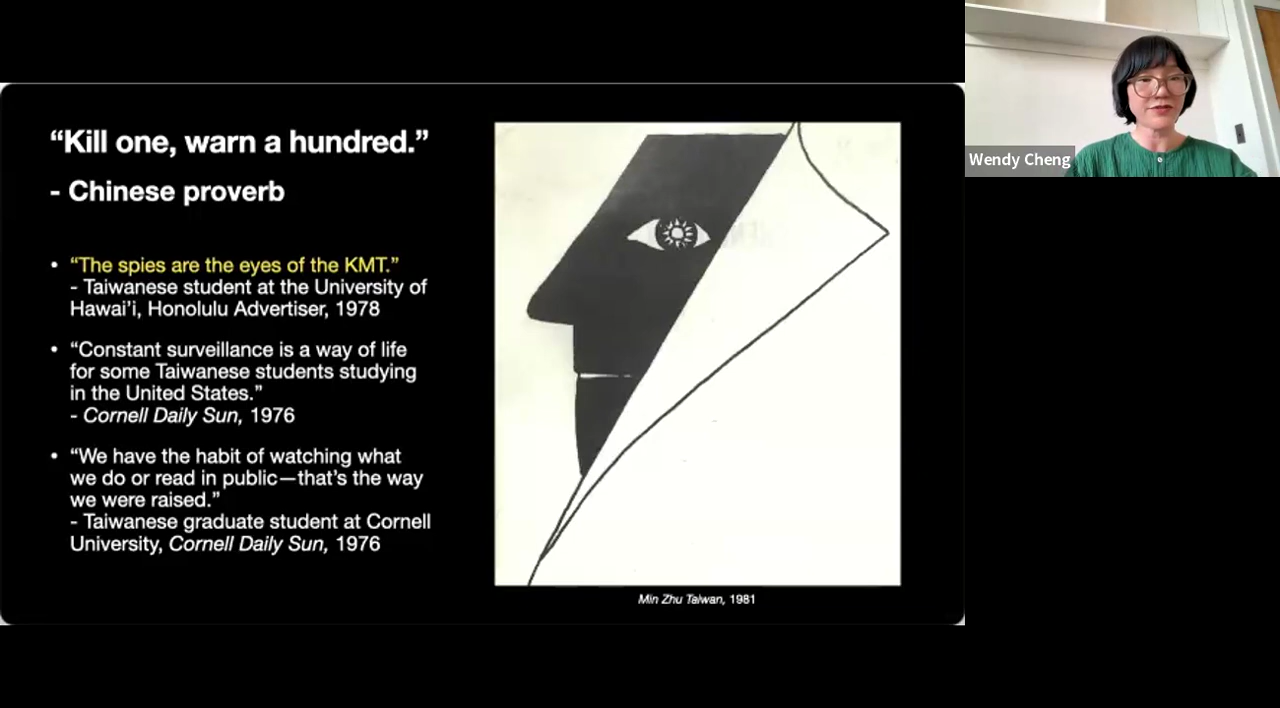 “Kill one, warn a hundred.”
- Chinese proverb
• “The spies are the eyes of the KMT.”
- Taiwanese student at the University of
Hawai’i, Honolulu Advertiser, 1978
• “Constant surveillance is a way of life
for some Taiwanese students studying
in the United States.”
- Cornell Daily Sun, 1976
• “We have the habit of watching what
we do or read in public—that’s the way
we were raised.”
- Taiwanese graduate student at Cornell
University, Cornell Daily Sun, 1976
Min Zhu Taiwan, 1981
Wendy Cheng